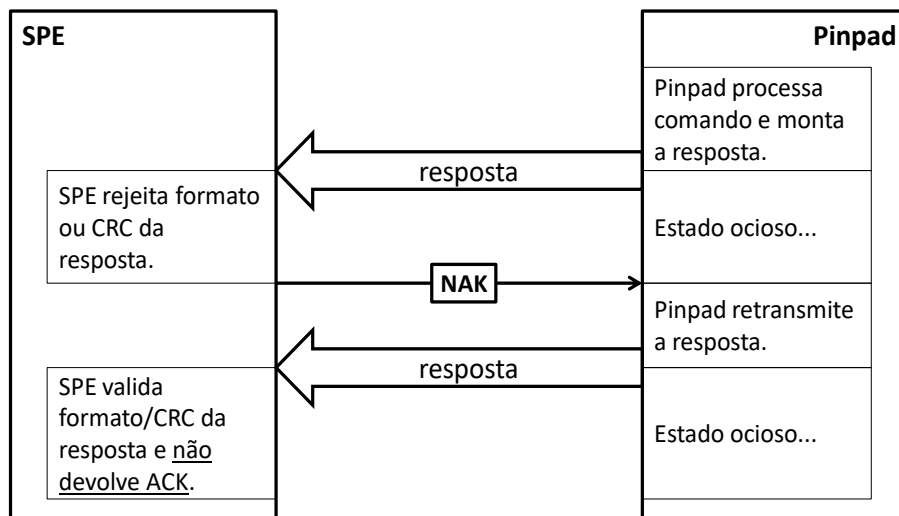 SPE
Pinpad
Pinpad processa
comando e monta
a resposta.
resposta
SPE rejeita formato
ou CRC da
resposta.
Estado ocioso...
NAK
Pinpad retransmite
a resposta.
resposta
SPE valida
formato/CRC da
resposta e não
devolve ACK.
Estado ocioso...